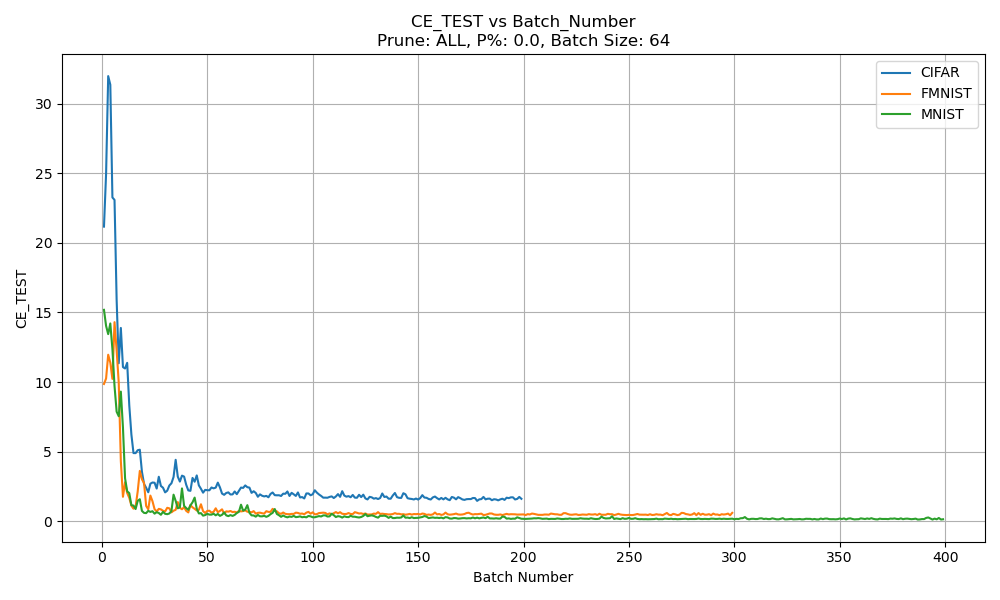 CE_TEST vs Batch_Number
Prune: ALL, P%: 0.0, Batch Size: 64
CIFAR
FMNIST
MNIST
CE_TEST
30
25
20
15
10
5
0
0 50 100 150 200 250 300 350 400
Batch Number